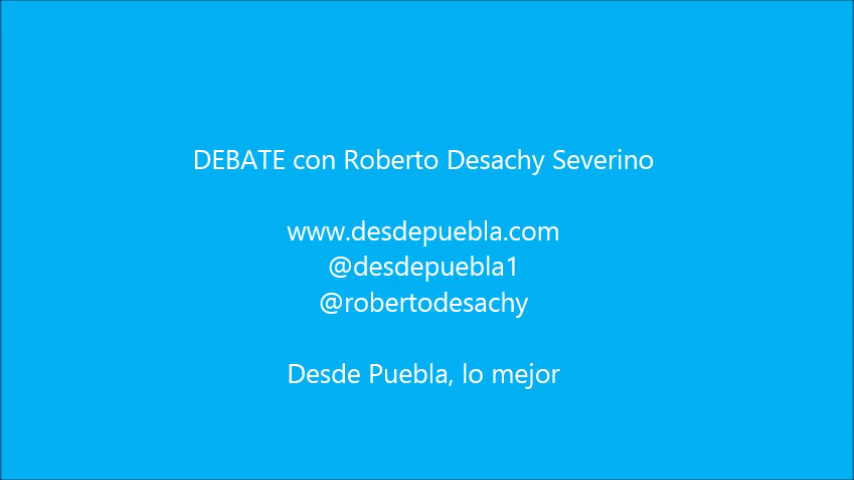 DEBATE con Roberto Desachy Severino
www.desdepuebla.com
@desdepuebla1
@robertodesachy
Desde Puebla, lo mejor